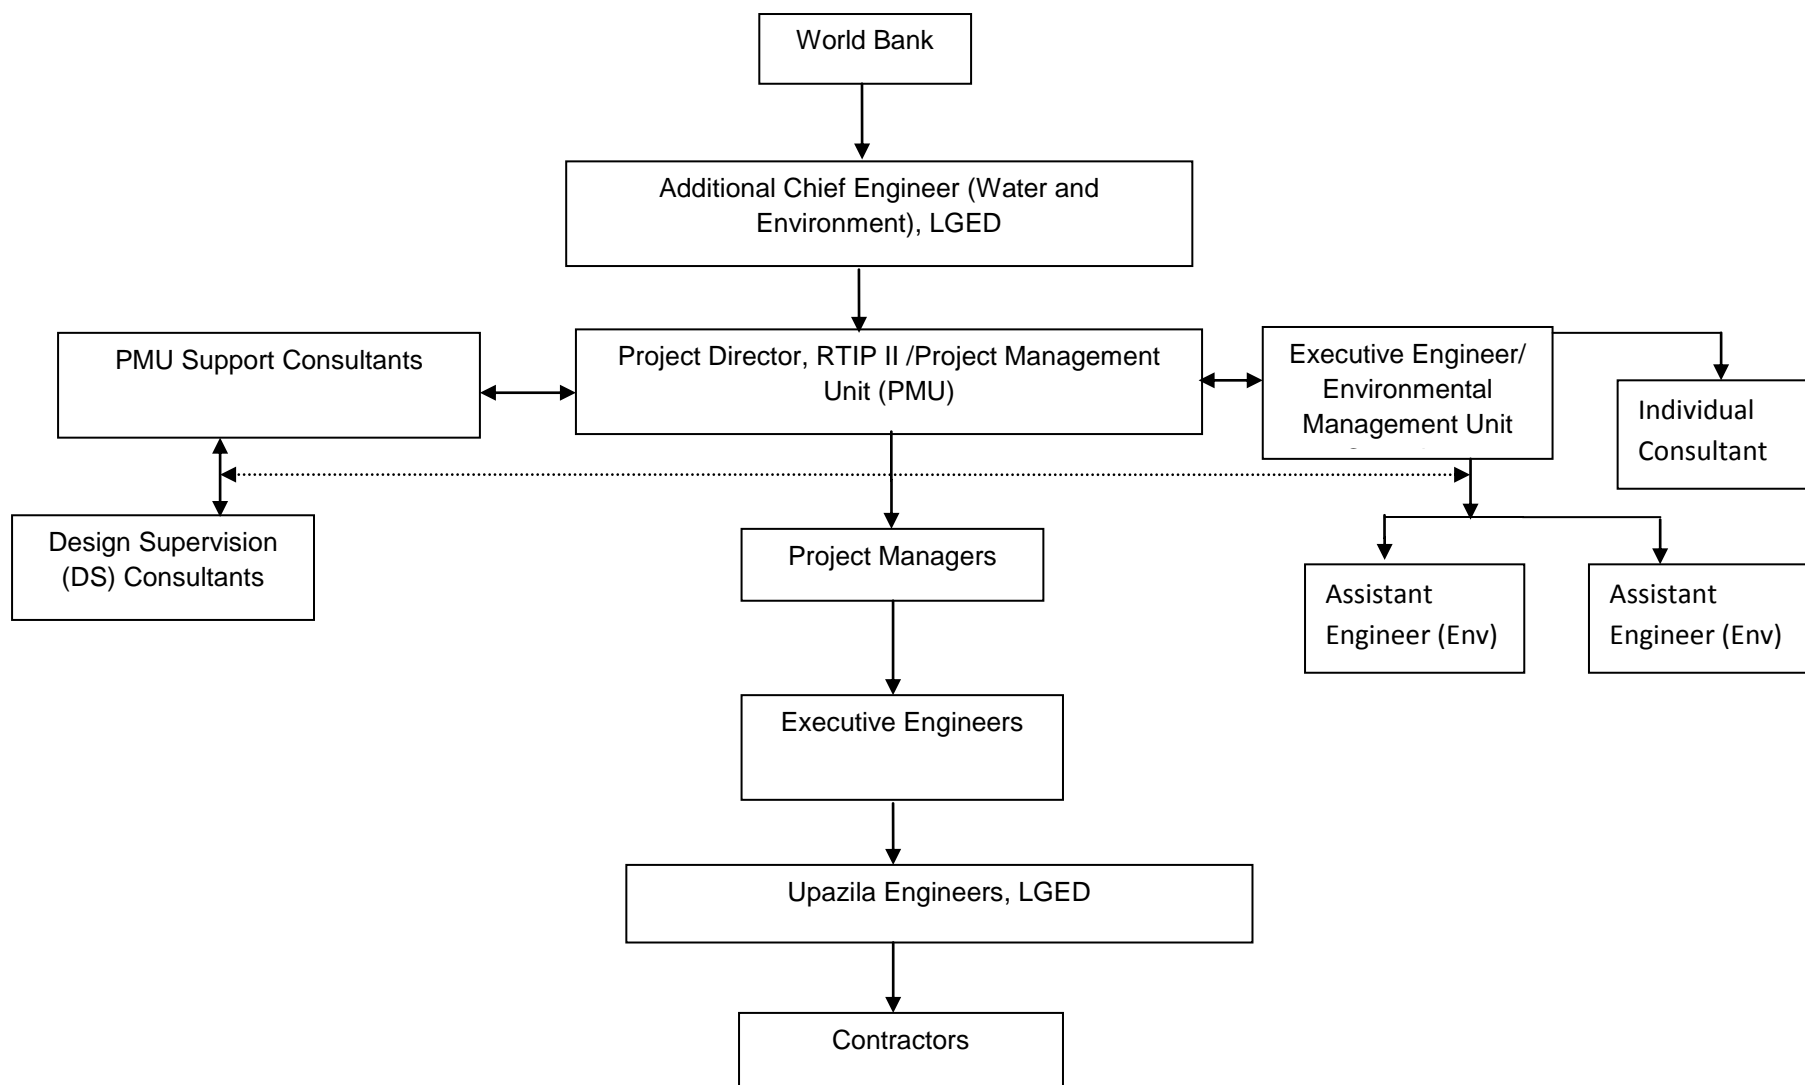 World Bank
Additional Chief Engineer (Water and
Environment), LGED
PMU Support Consultants
Project Director, RTIP II /Project Management
Unit (PMU)
Executive Engineer/
Environmental
Management Unit
Individual
Consultant
Design Supervision
(DS) Consultants
Project Managers
Assistant
Engineer (Env)
Assistant
Engineer (Env)
Executive Engineers
Upazila Engineers, LGED
Contractors